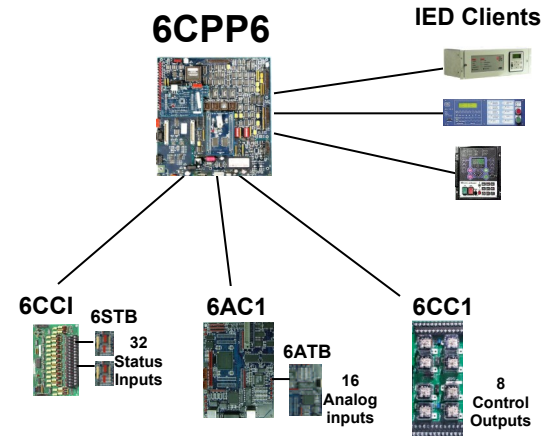 6CPP6
IED Clients
6CCI
6STB
32
Status
Inputs
6AC1
6ATB
16
Analog
inputs
6CC1
8
Control
Outputs